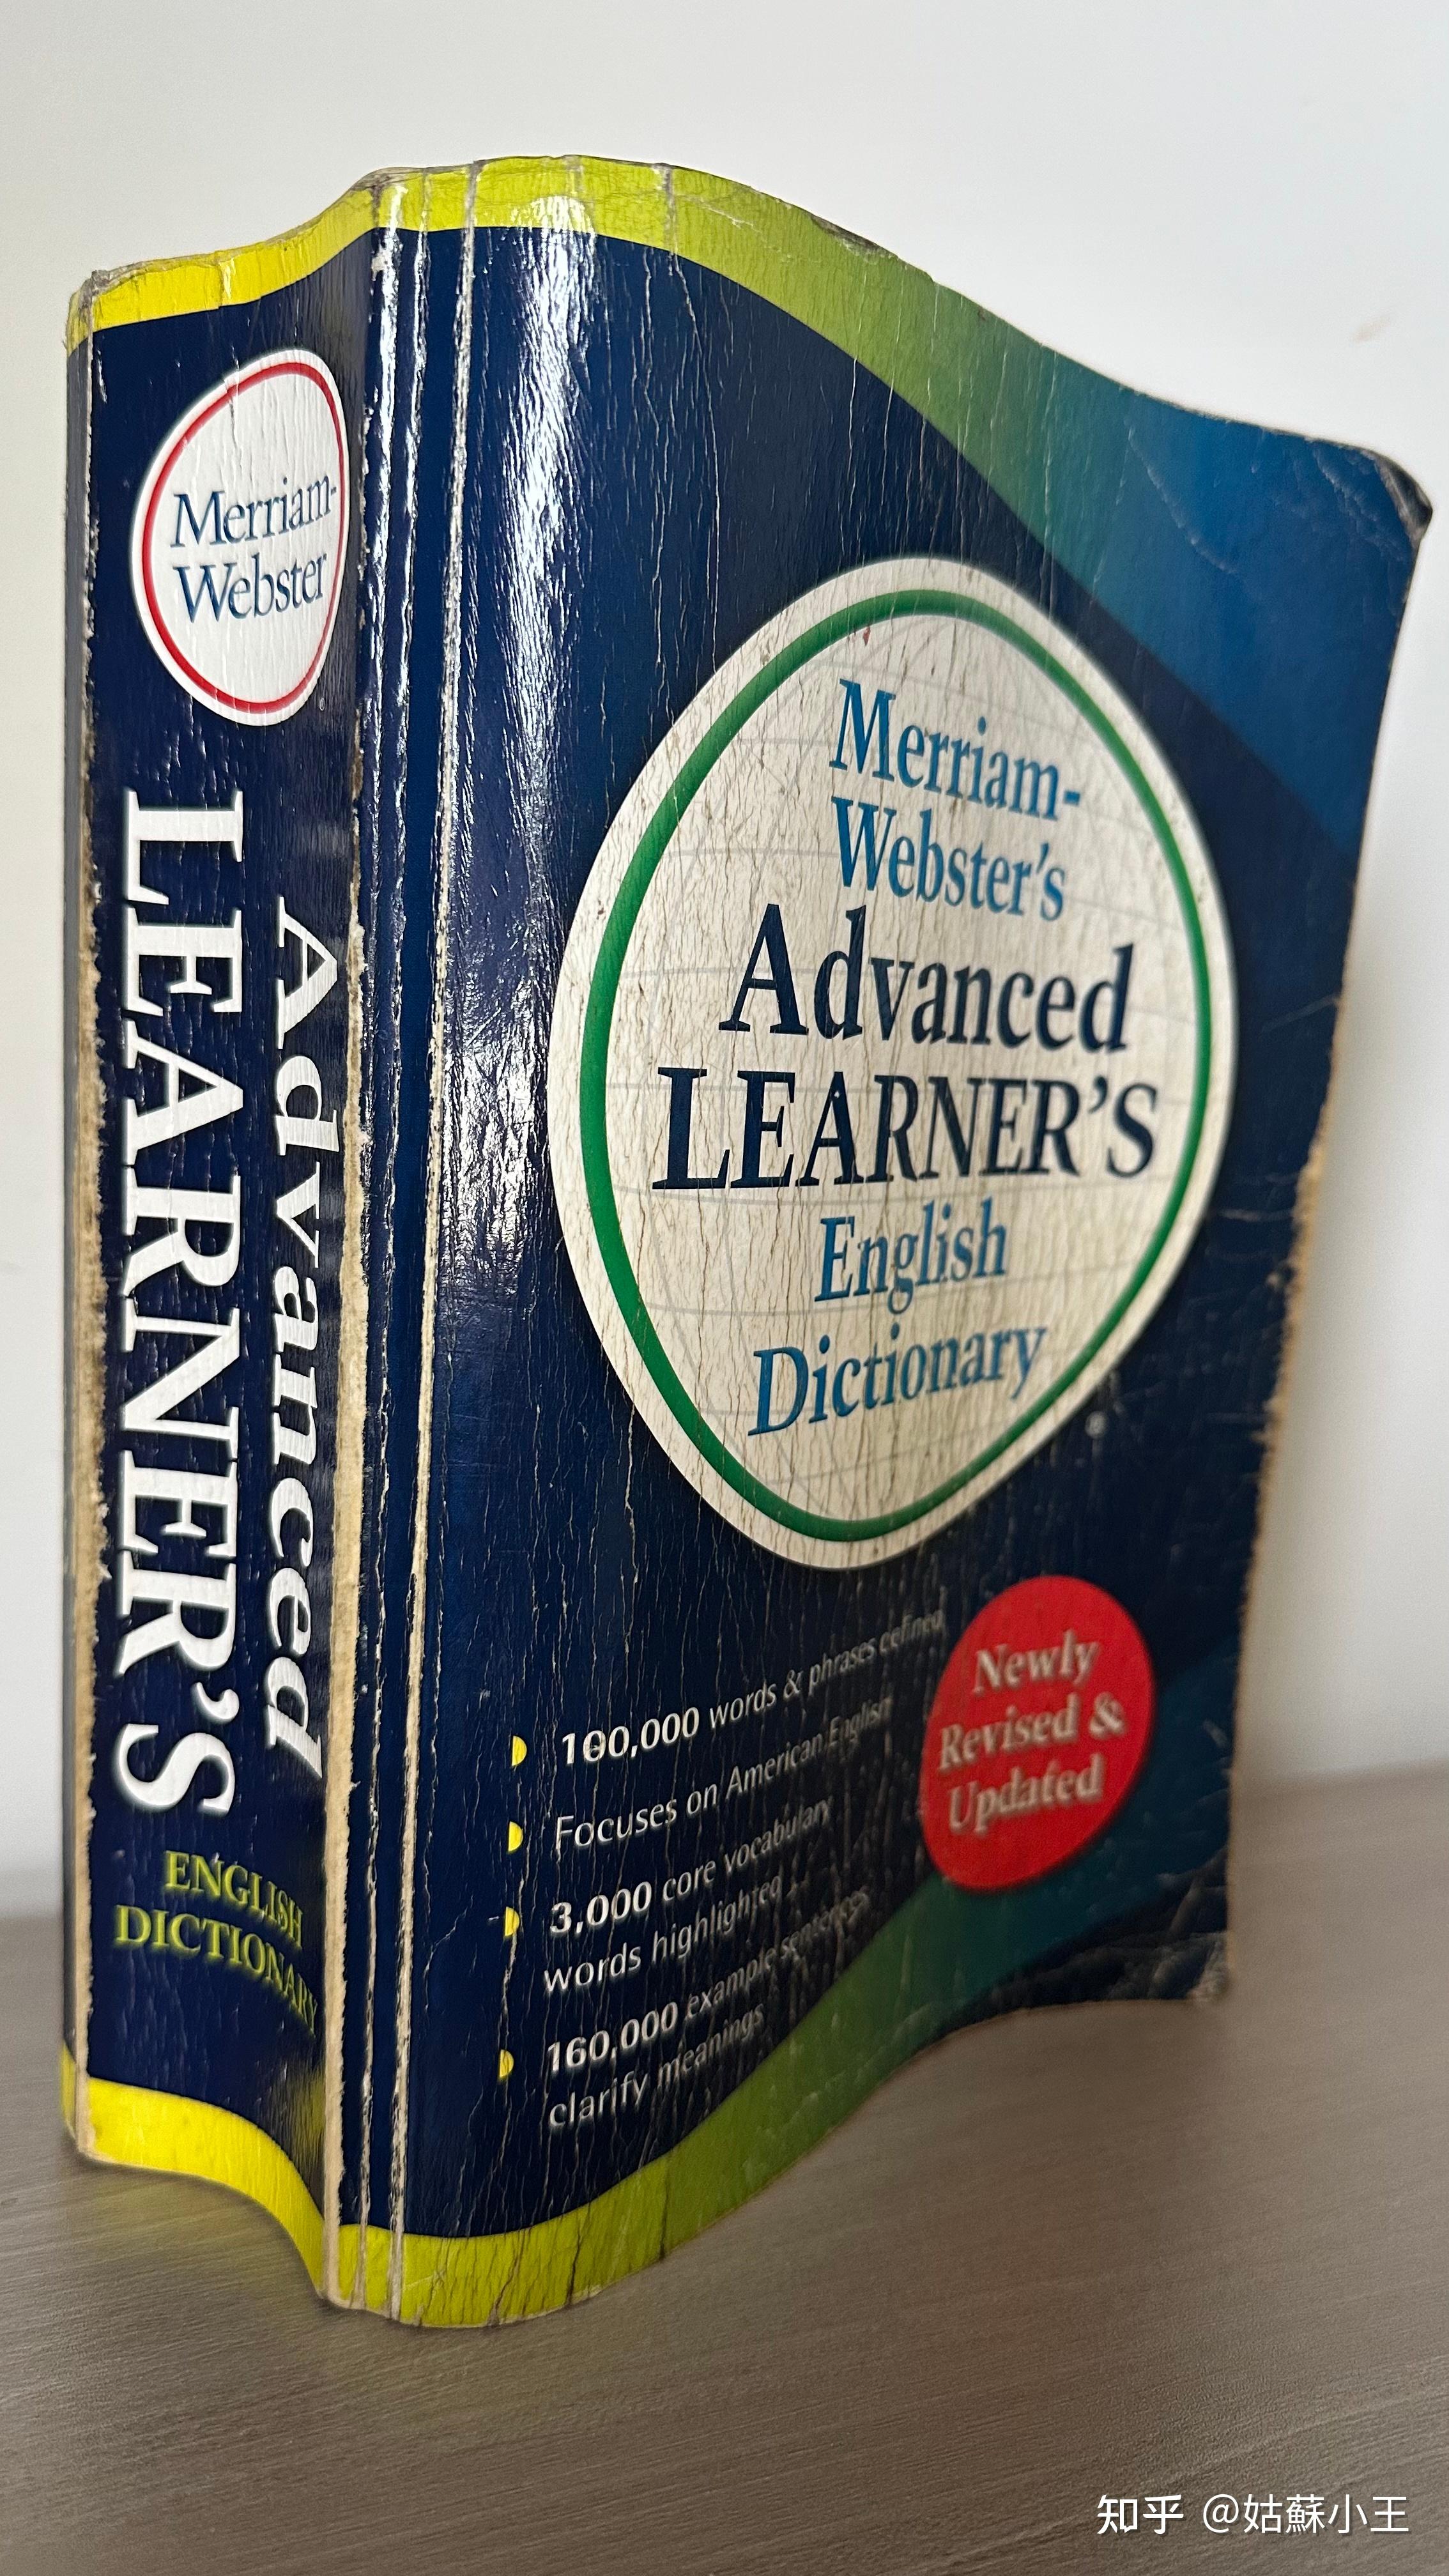 Merriam-
Webster
Advanced
LEARNER'S
ENGLISH
DICTIONARY
Merriam-
Webster's
Advanced
LEARNER'S
English
Dictionary
100,000 words & phrases defined
Focuses on American English
3,000 core vocabulary
words highlighted
160,000 example sentences
clarify meanings
Newly
Revised &
Updated
知乎 @姑蘇小王